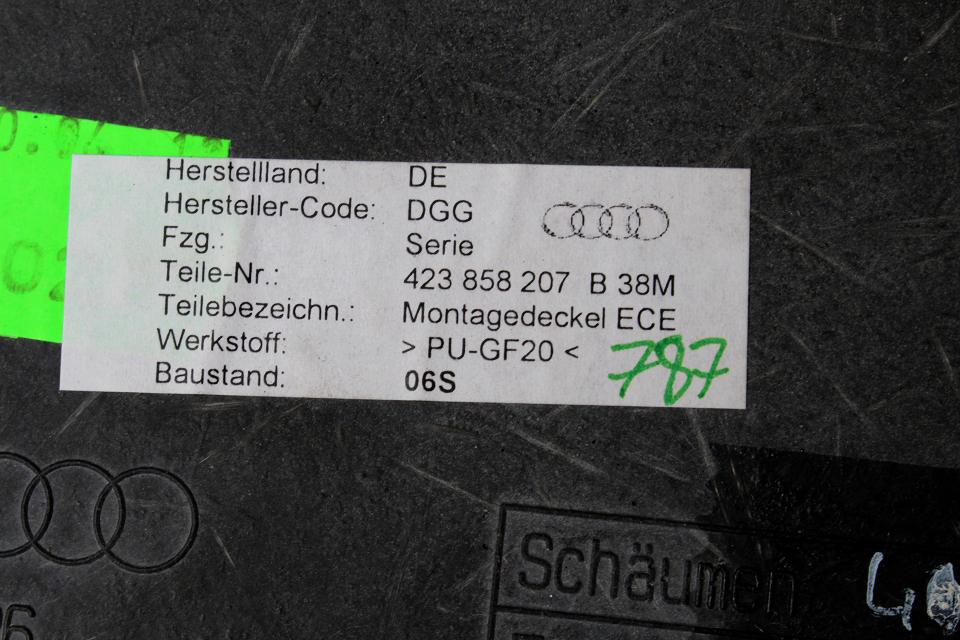 Herstellland: DE
Hersteller-Code: DGG
Fzg.: Serie
Teile-Nr.: 423 858 207 B 38M
Teilebezeichn.: Montagedeckel ECE
Werkstoff: > PU-GF20 <
Baustand: 06S
787
Schäumen